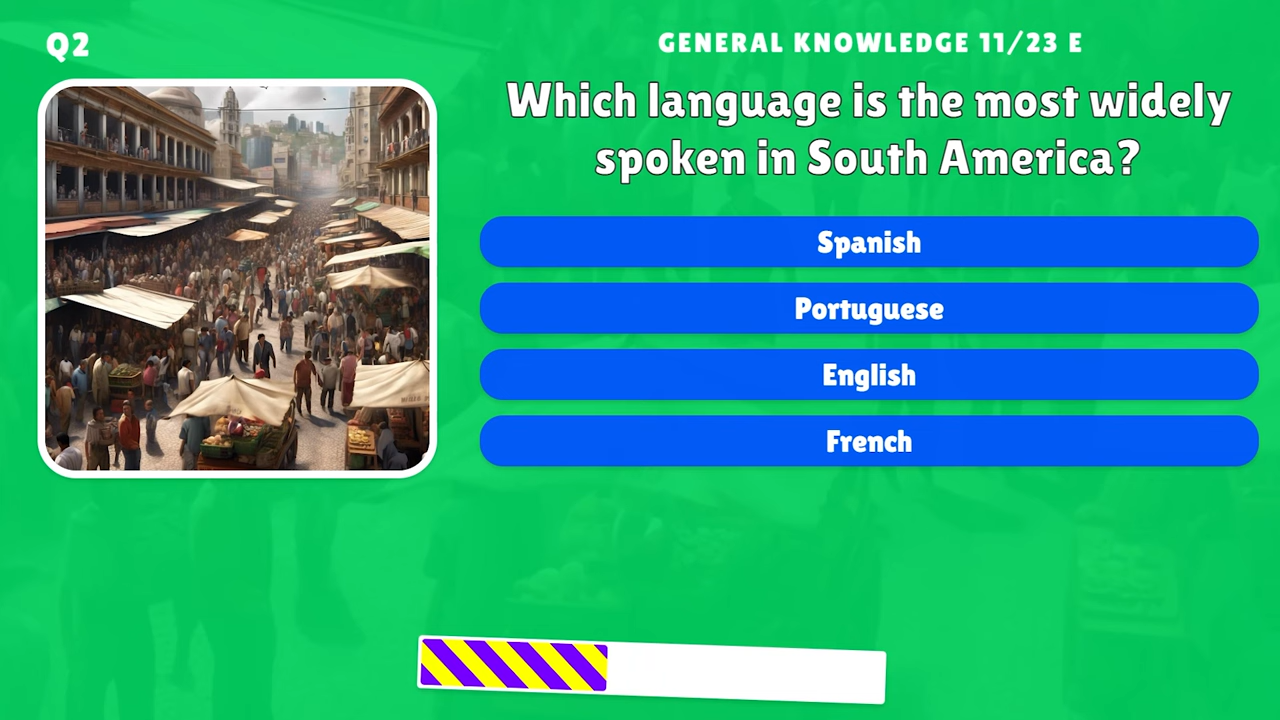 Q2
GENERAL KNOWLEDGE 11/23 E
Which language is the most widely
spoken in South America?
Spanish
Portuguese
English
French